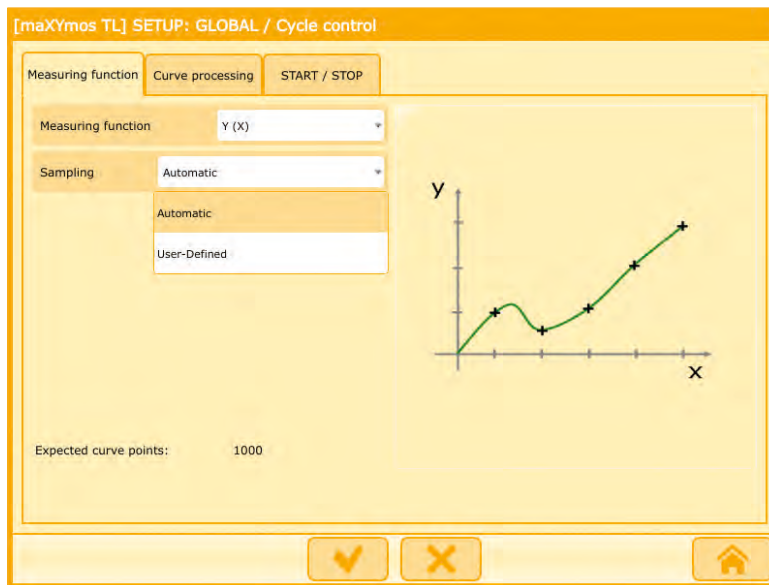 [maXYmos TL] SETUP: GLOBAL / Cycle control
Measuring function
Curve processing
START / STOP
Measuring function
Y (X)
Sampling
Automatic
Automatic
User-Defined
y
x
Expected curve points:
1000